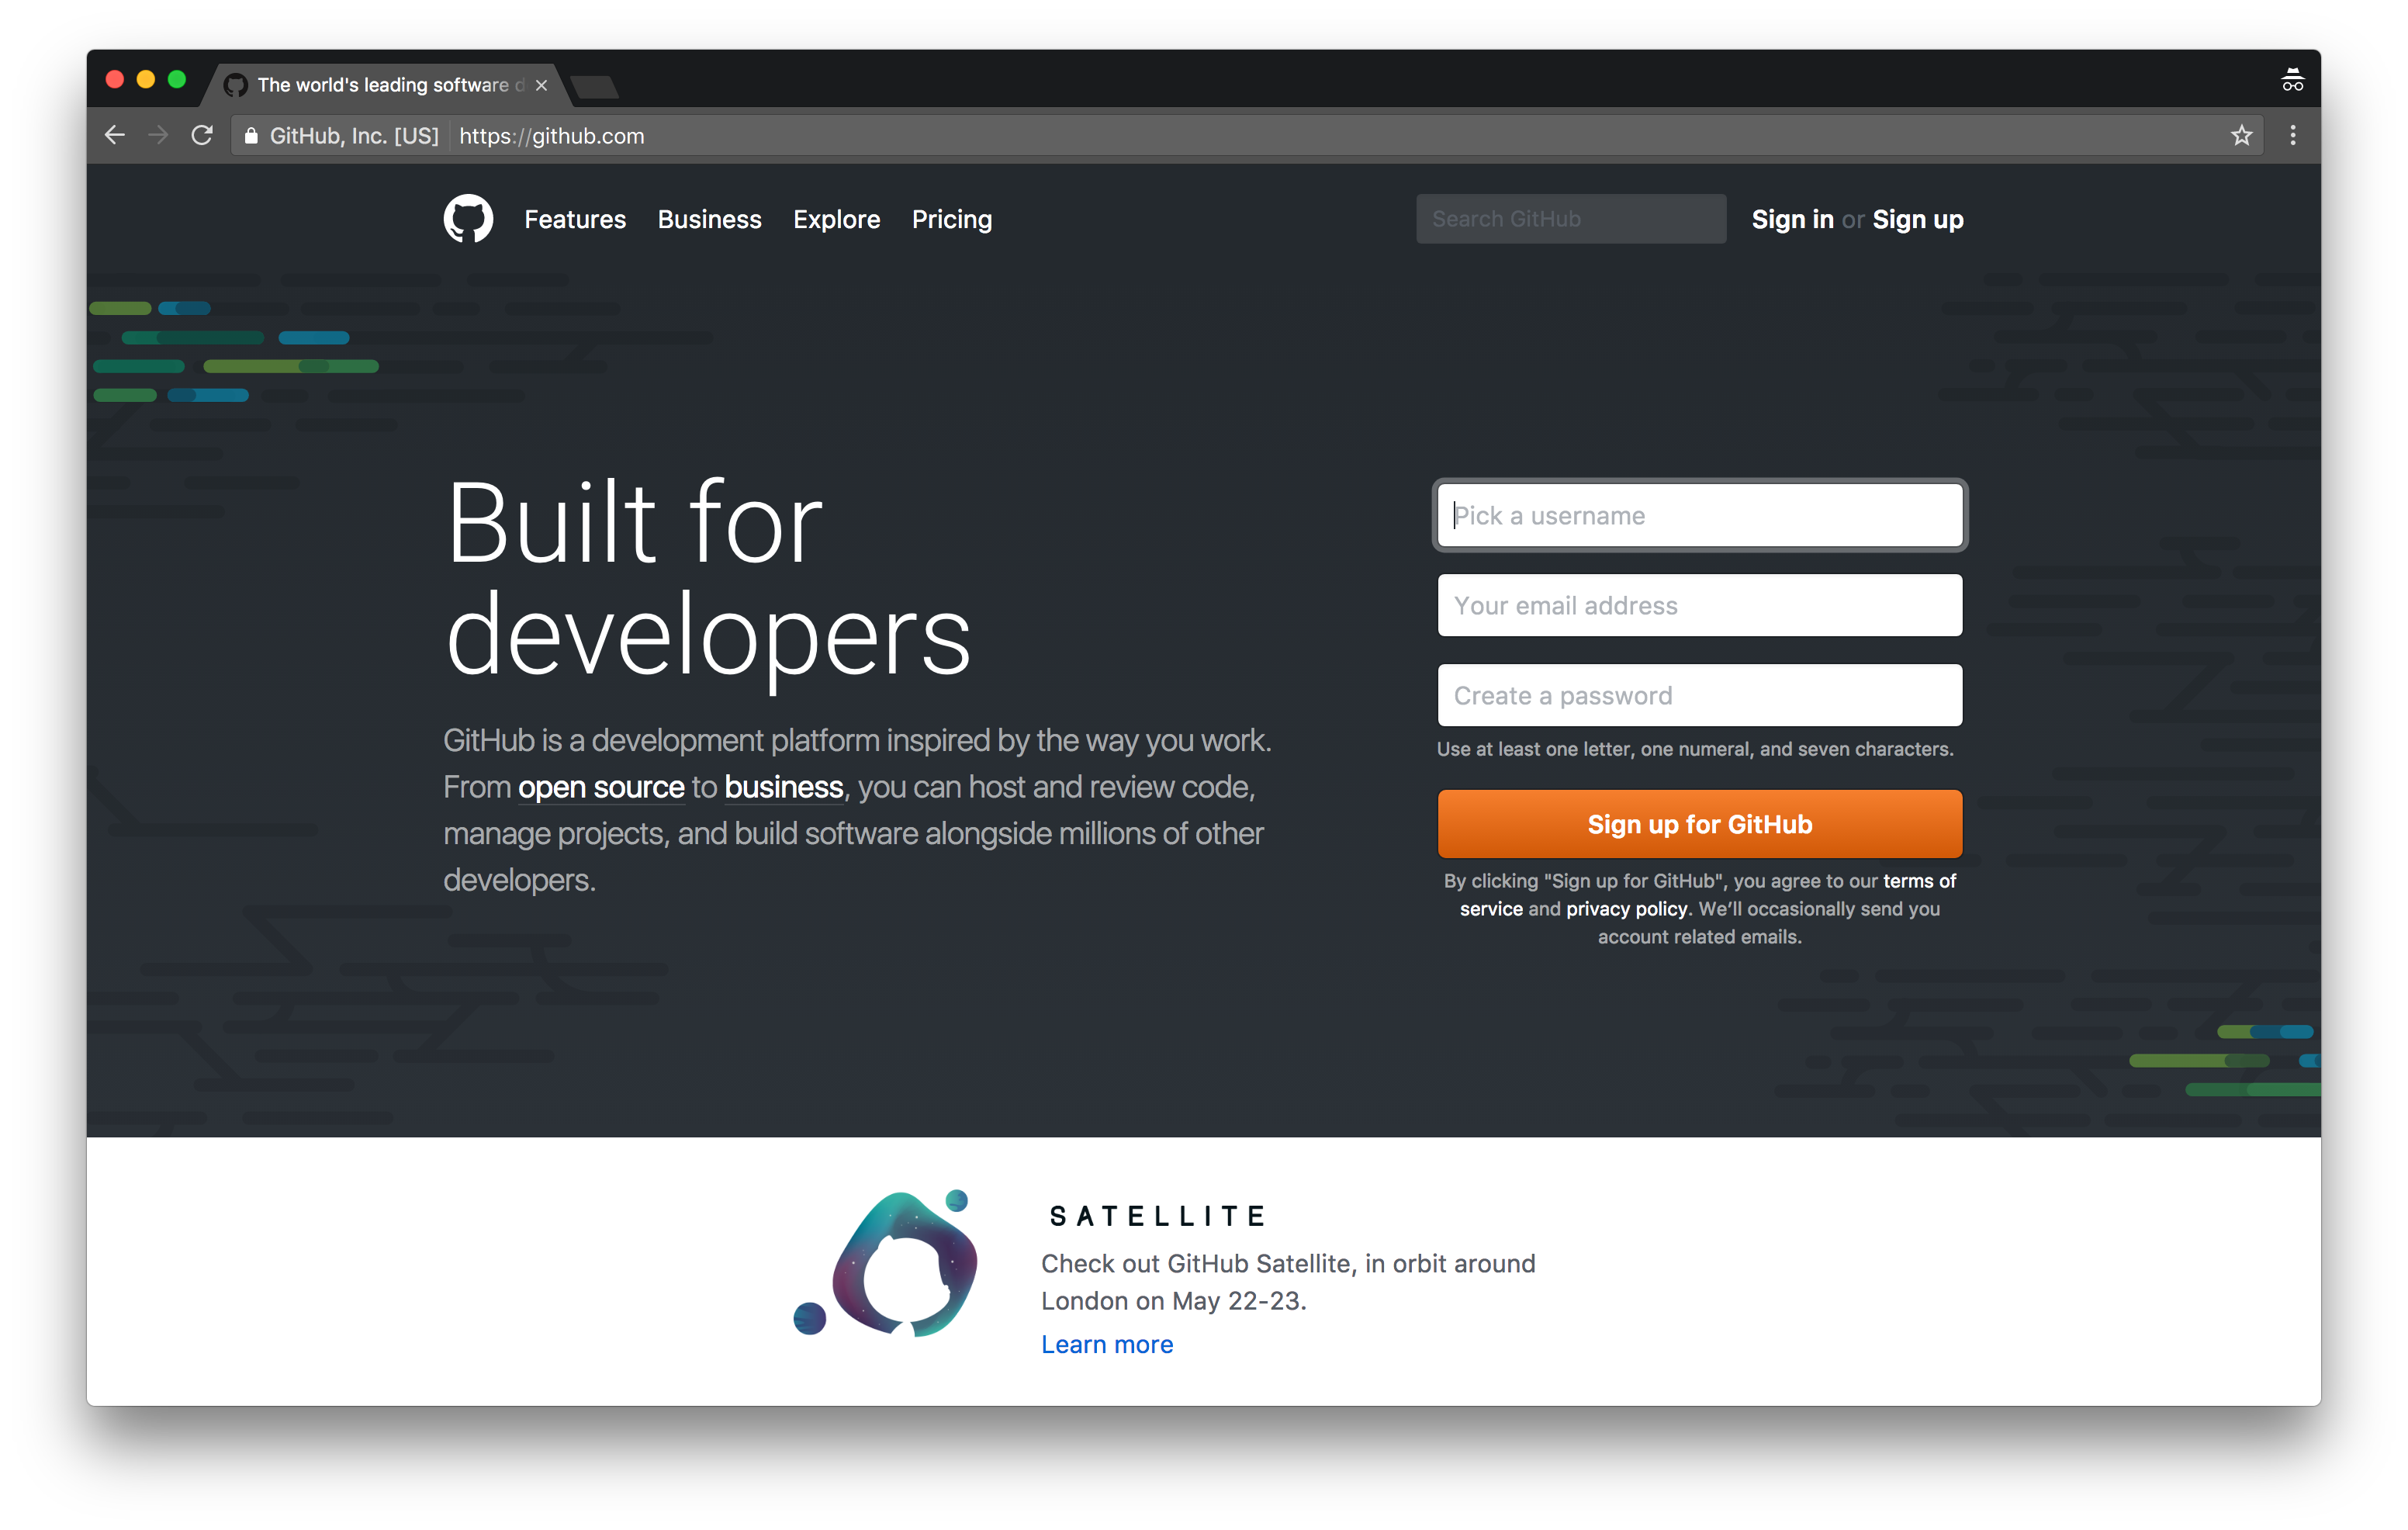 The world's leading software d
GitHub, Inc. [US] https://github.com
Features Business Explore Pricing Search GitHub Sign in or Sign up
Built for
developers
GitHub is a development platform inspired by the way you work.
From open source to business, you can host and review code,
manage projects, and build software alongside millions of other
developers.
Pick a username
Your email address
Create a password
Use at least one letter, one numeral, and seven characters.
Sign up for GitHub
By clicking "Sign up for GitHub", you agree to our terms of
service and privacy policy. We’ll occasionally send you
account related emails.
SATELLITE
Check out GitHub Satellite, in orbit around
London on May 22-23.
Learn more